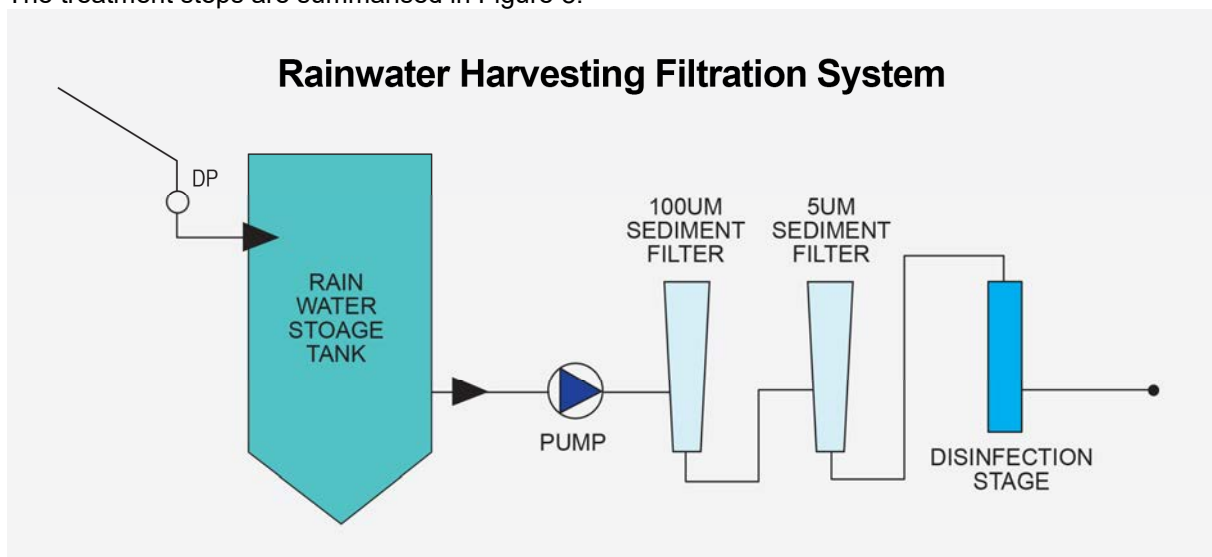 The treatment steps are summarised in Figure 3.
Rainwater Harvesting Filtration System
DP
RAIN
WATER
STOAGE
TANK
PUMP
100UM
SEDIMENT
FILTER
5UM
SEDIMENT
FILTER
DISINFECTION
STAGE